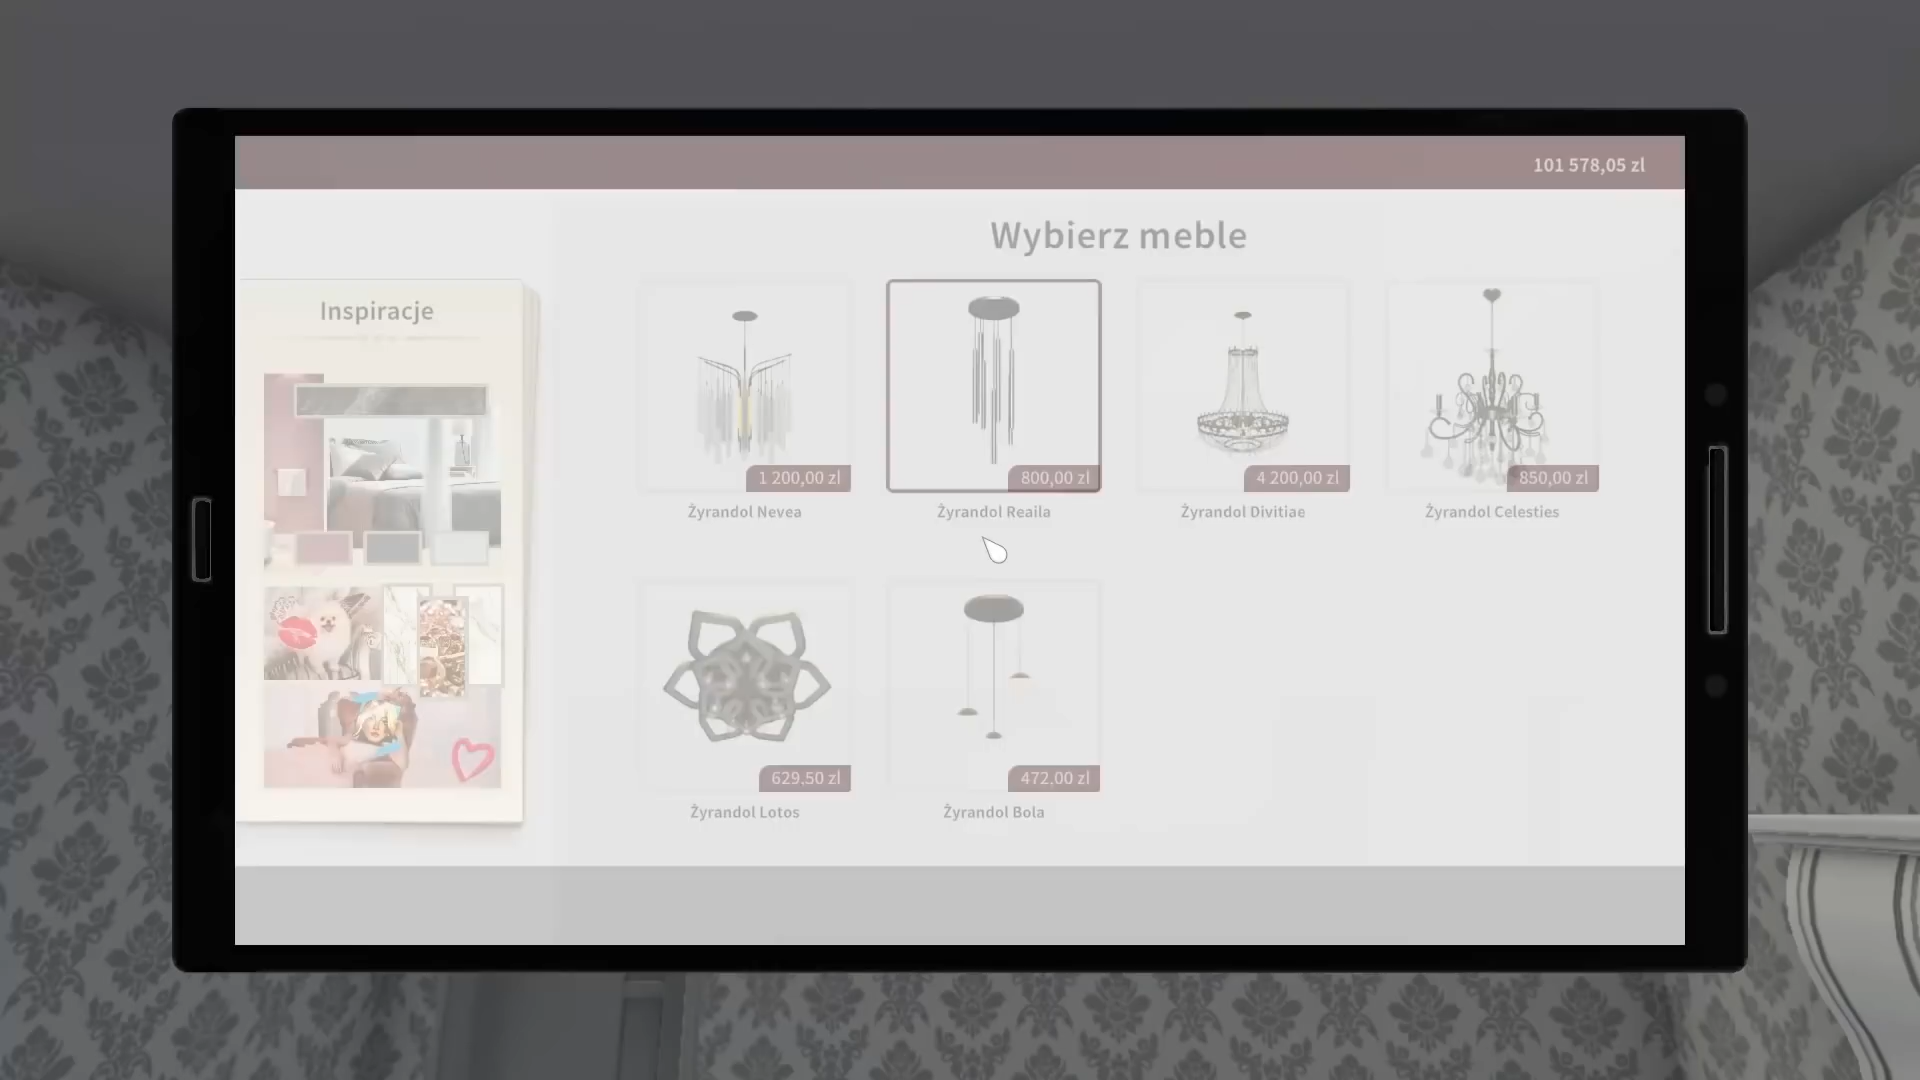 101 578,05 zl
Wybierz meble
Inspiracje
1 200,00 zl
800,00 zl
4 200,00 zl
850,00 zl
Żyrandol Nevea
Żyrandol Reaila
Żyrandol Divitiae
Żyrandol Celesties
629,50 zl
472,00 zl
Żyrandol Lotos
Żyrandol Bola